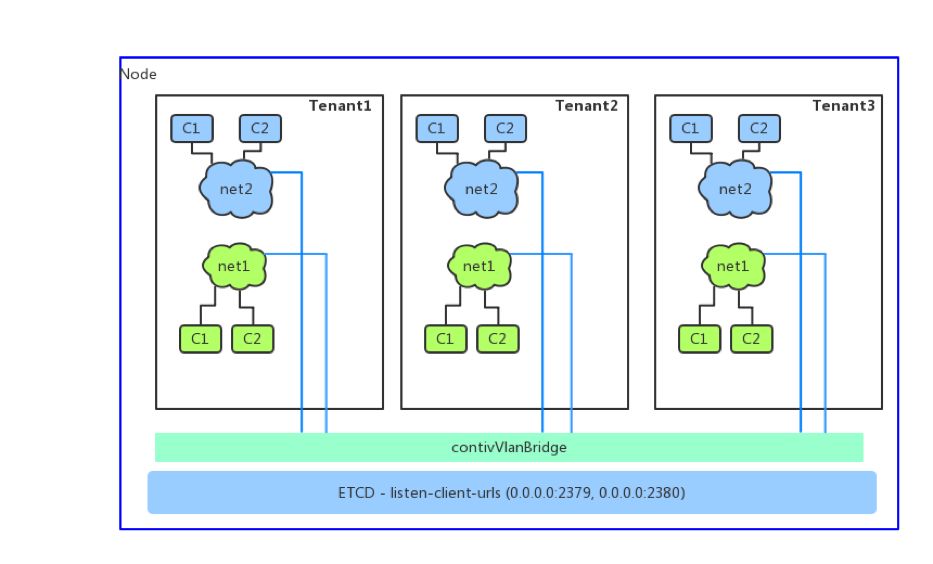 Node
Tenant1
Tenant2
Tenant3
C1 C2
C1 C2
C1 C2
net2
net2
net2
net1
net1
net1
C1 C2
C1 C2
C1 C2
contivVlanBridge
ETCD - listen-client-urls (0.0.0.0:2379, 0.0.0.0:2380)